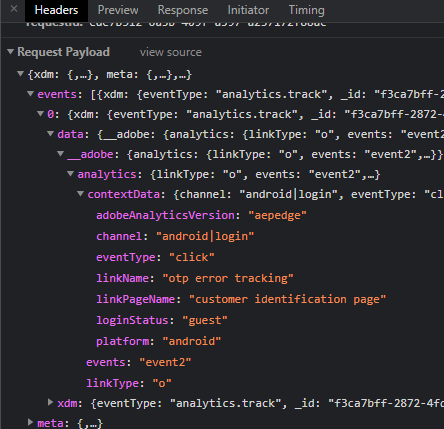 × Headers Preview Response Initiator Timing
▼ Request Payload view source
▼ {xdm: {,…}, meta: {,…},…}
▼ events: [{xdm: {eventType: "analytics.track", _id: "f3ca7bff-2
▼ 0: {xdm: {eventType: "analytics.track", _id: "f3ca7bff-2872-4
▼ data: {__adobe: {analytics: {linkType: "o", events: "event2
▼ __adobe: {analytics: {linkType: "o", events: "event2",…}}
▼ analytics: {linkType: "o", events: "event2",…}
▼ contextData: {channel: "android|login", eventType: "cl
adobeAnalyticsVersion: "aepedge"
channel: "android|login"
eventType: "click"
linkName: "otp error tracking"
linkPageName: "customer identification page"
loginStatus: "guest"
platform: "android"
events: "event2"
linkType: "o"
▶ xdm: {eventType: "analytics.track", _id: "f3ca7bff-2872-4fc
▶ meta: {,…}